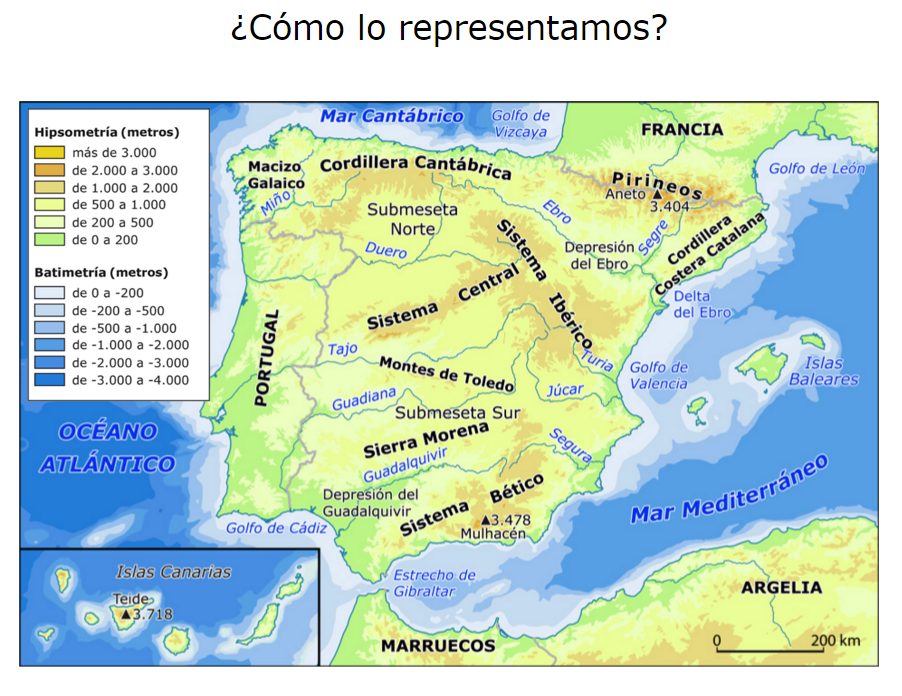 ¿Cómo lo representamos?
Hipsometría (metros)
más de 3.000
de 2.000 a 3.000
de 1.000 a 2.000
de 500 a 1.000
de 200 a 500
de 0 a 200
Batimetría (metros)
de 0 a -200
de -200 a -500
de -500 a -1.000
de -1.000 a -2.000
de -2.000 a -3.000
de -3.000 a -4.000
Mar Cantábrico
Golfo de
Vizcaya
FRANCIA
Golfo de León
Macizo
Galaico
Cordillera Cantábrica
Pirineos
Aneto
3.404
Miño
Submeseta
Norte
Ebro
Segre
Duero
Sistema Ibérico
Depresión
del Ebro
Cordillera
Costera Catalana
Sistema Central
Delta
del Ebro
PORTUGAL
Tajo
Montes de Toledo
Turia
Golfo de
Valencia
Islas
Baleares
Guadiana
Júcar
Submeseta Sur
OCÉANO
ATLÁNTICO
Sierra Morena
Segura
Guadalquivir
Mar Mediterráneo
Depresión del
Guadalquivir
Sistema Bético
3.478
Mulhacén
Golfo de Cádiz
Estrecho de
Gibraltar
Islas Canarias
Teide
3.718
ARGELIA
MARRUECOS
0 200 km